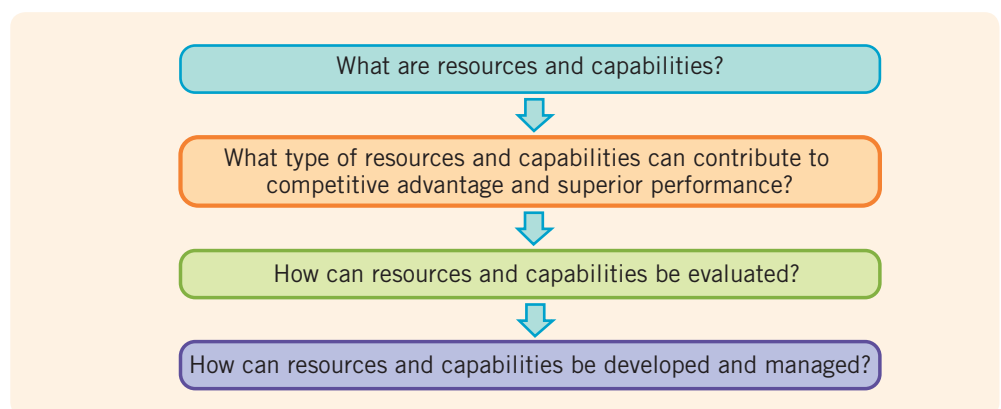 What are resources and capabilities?
What type of resources and capabilities can contribute to
competitive advantage and superior performance?
How can resources and capabilities be evaluated?
How can resources and capabilities be developed and managed?